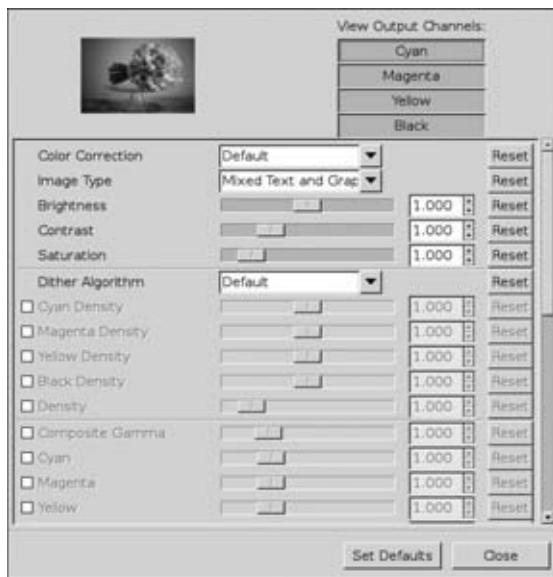 View Output Channels:
Cyan
Magenta
Yellow
Black
Color Correction Default Reset
Image Type Mixed Text and Grap Reset
Brightness 1.000 Reset
Contrast 1.000 Reset
Saturation 1.000 Reset
Dither Algorithm Default Reset
Cyan Density 1.000 Reset
Magenta Density 1.000 Reset
Yellow Density 1.000 Reset
Black Density 1.000 Reset
Density 1.000 Reset
Composite Gamma 1.000 Reset
Cyan 1.000 Reset
Magenta 1.000 Reset
Yellow 1.000 Reset
Set Defaults Close